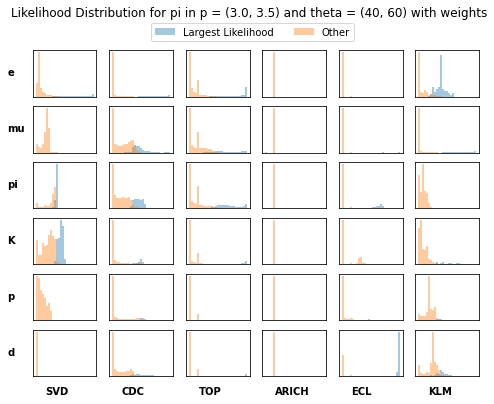 Likelihood Distribution for pi in p = (3.0, 3.5) and theta = (40, 60) with weights
Largest Likelihood Other
e
mu
pi
K
p
d
SVD CDC TOP ARICH ECL KLM